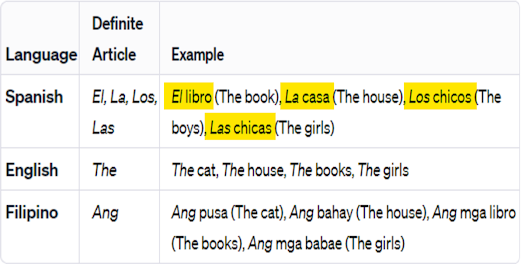 Language Definite Article Example
Spanish El, La, Los, Las El libro (The book), La casa (The house), Los chicos (The boys), Las chicas (The girls)
English The The cat, The house, The books, The girls
Filipino Ang Ang pusa (The cat), Ang bahay (The house), Ang mga libro (The books), Ang mga babae (The girls)